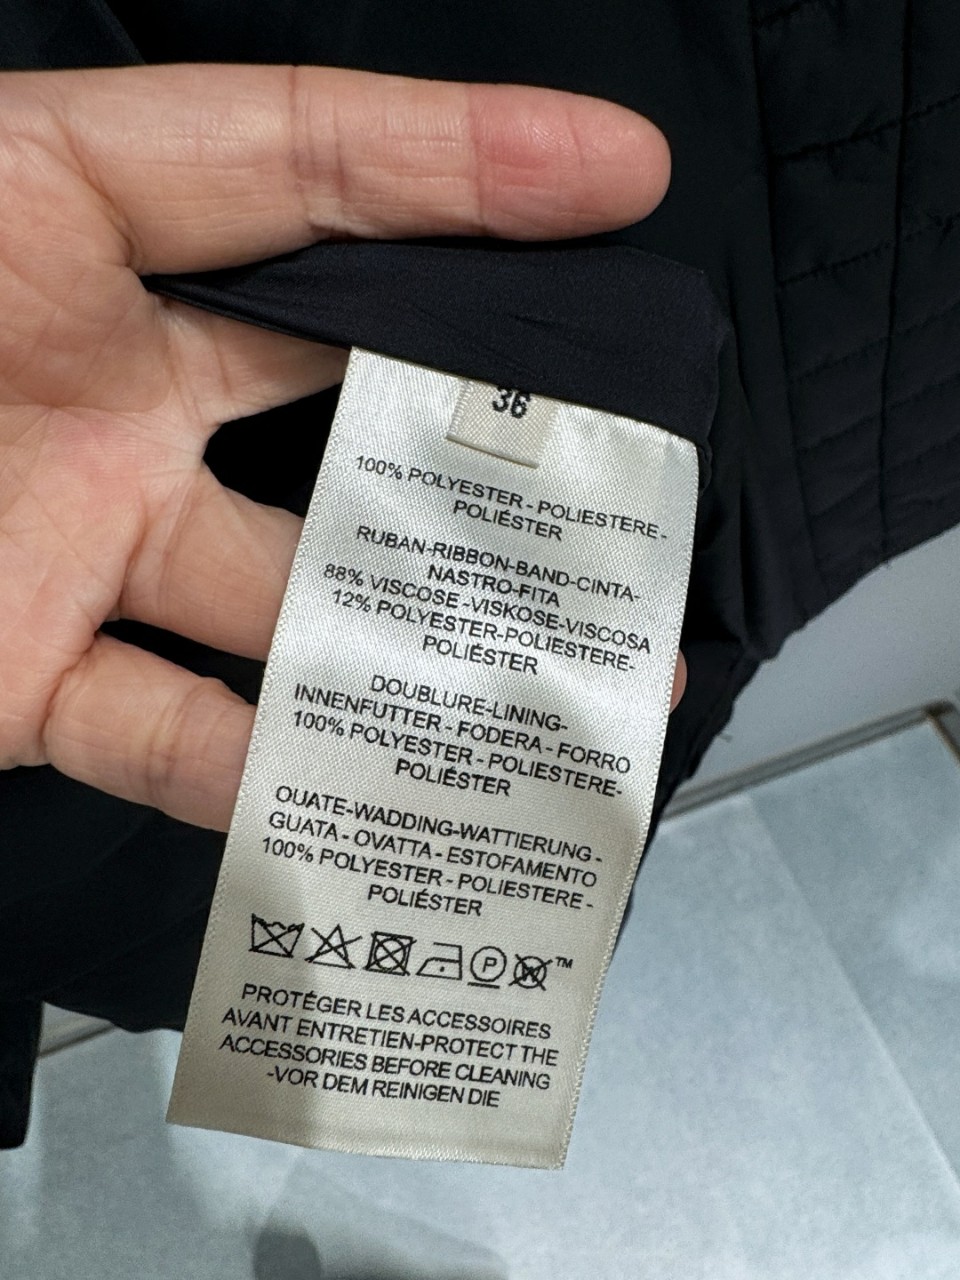 36
100% POLYESTER - POLIESTERE -
POLIÉSTER
RUBAN-RIBBON-BAND-CINTA-
NASTRO-FITA
88% VISCOSE -VISKOSE-VISCOSA
12% POLYESTER-POLIESTERE-
POLIÉSTER
DOUBLURE-LINING-
INNENFUTTER - FODERA - FORRO
100% POLYESTER - POLIESTERE-
POLIÉSTER
OUATE-WADDING-WATTIERUNG -
GUATA - OVATTA - ESTOFAMENTO
100% POLYESTER - POLIESTERE -
POLIÉSTER
P W ™
PROTÉGER LES ACCESSOIRES
AVANT ENTRETIEN-PROTECT THE
ACCESSORIES BEFORE CLEANING
-VOR DEM REINIGEN DIE